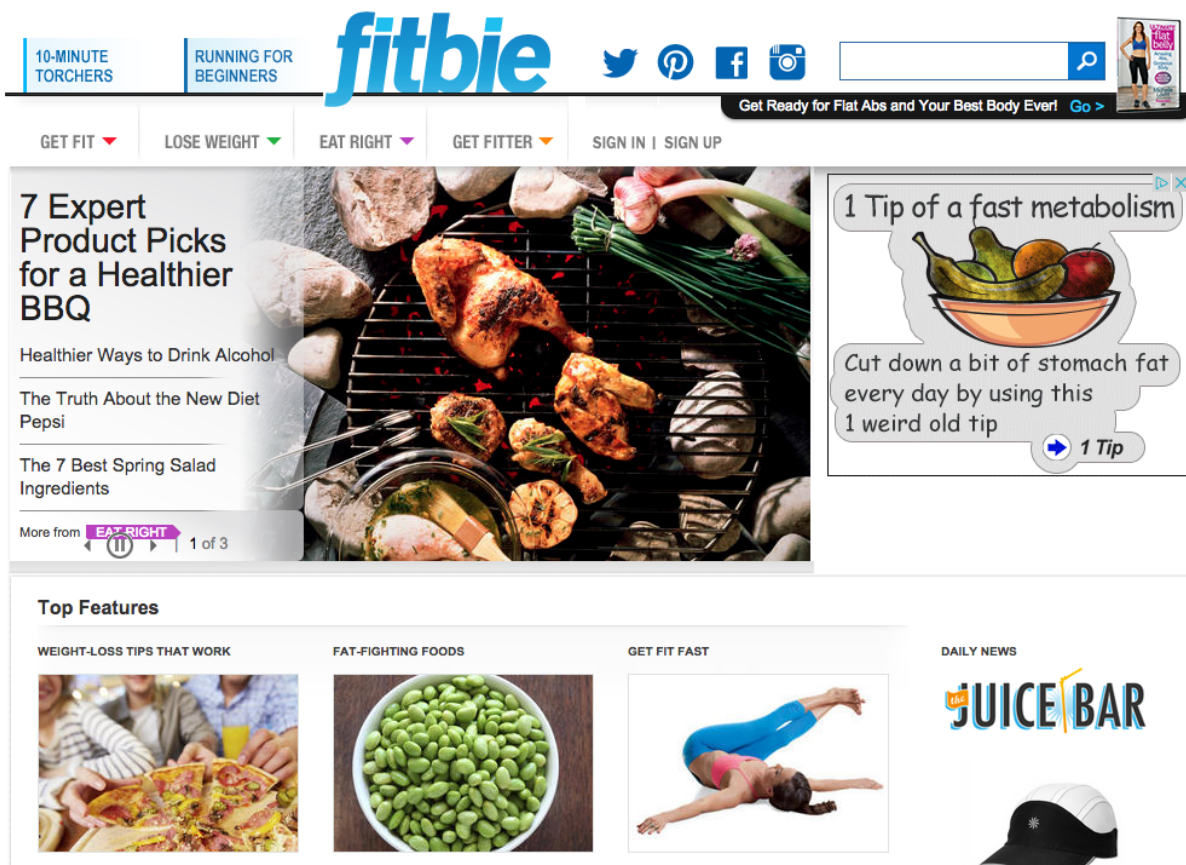 10-MINUTE
TORCHERS
RUNNING FOR
BEGINNERS
fitbie
Get Ready for Flat Abs and Your Best Body Ever! Go >
ULTIMATE
flat
belly
GET FIT
LOSE WEIGHT
EAT RIGHT
GET FITTER
SIGN IN | SIGN UP
7 Expert
Product Picks
for a Healthier
BBQ
Healthier Ways to Drink Alcohol
The Truth About the New Diet
Pepsi
The 7 Best Spring Salad
Ingredients
More from EAT RIGHT
1 of 3
1 Tip of a fast metabolism
Cut down a bit of stomach fat
every day by using this
1 weird old tip
1 Tip
Top Features
WEIGHT-LOSS TIPS THAT WORK
FAT-FIGHTING FOODS
GET FIT FAST
DAILY NEWS
the JUICE BAR